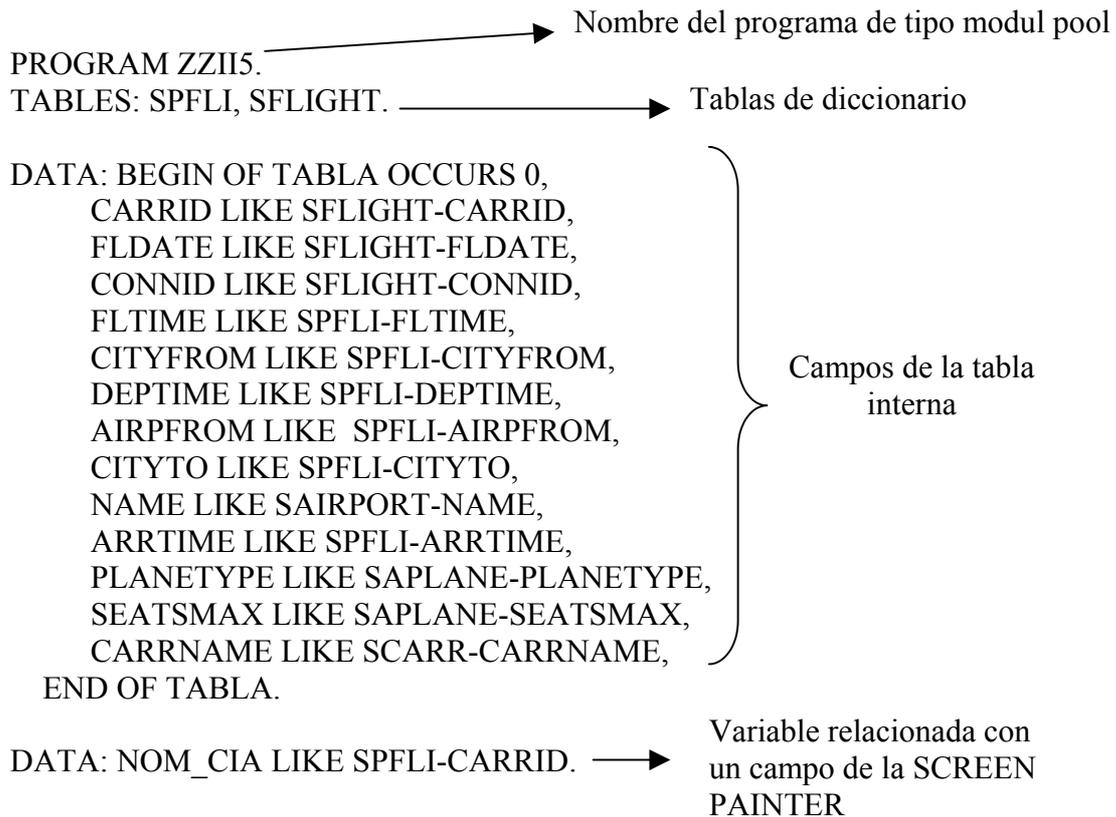 Nombre del programa de tipo modul pool
PROGRAM ZZII5.
TABLES: SPFLI, SFLIGHT.
Tablas de diccionario
DATA: BEGIN OF TABLA OCCURS 0,
CARRID LIKE SFLIGHT-CARRID,
FLDATE LIKE SFLIGHT-FLDATE,
CONNID LIKE SFLIGHT-CONNID,
FLTIME LIKE SPFLI-FLTIME,
CITYFROM LIKE SPFLI-CITYFROM,
DEPTIME LIKE SPFLI-DEPTIME,
AIRPFROM LIKE  SPFLI-AIRPFROM,
CITYTO LIKE SPFLI-CITYTO,
NAME LIKE SAIRPORT-NAME,
ARRTIME LIKE SPFLI-ARRTIME,
PLANETYPE LIKE SAPLANE-PLANETYPE,
SEATSMAX LIKE SAPLANE-SEATSMAX,
CARRNAME LIKE SCARR-CARRNAME,
END OF TABLA.
Campos de la tabla
interna
DATA: NOM_CIA LIKE SPFLI-CARRID.
Variable relacionada con
un campo de la SCREEN
PAINTER